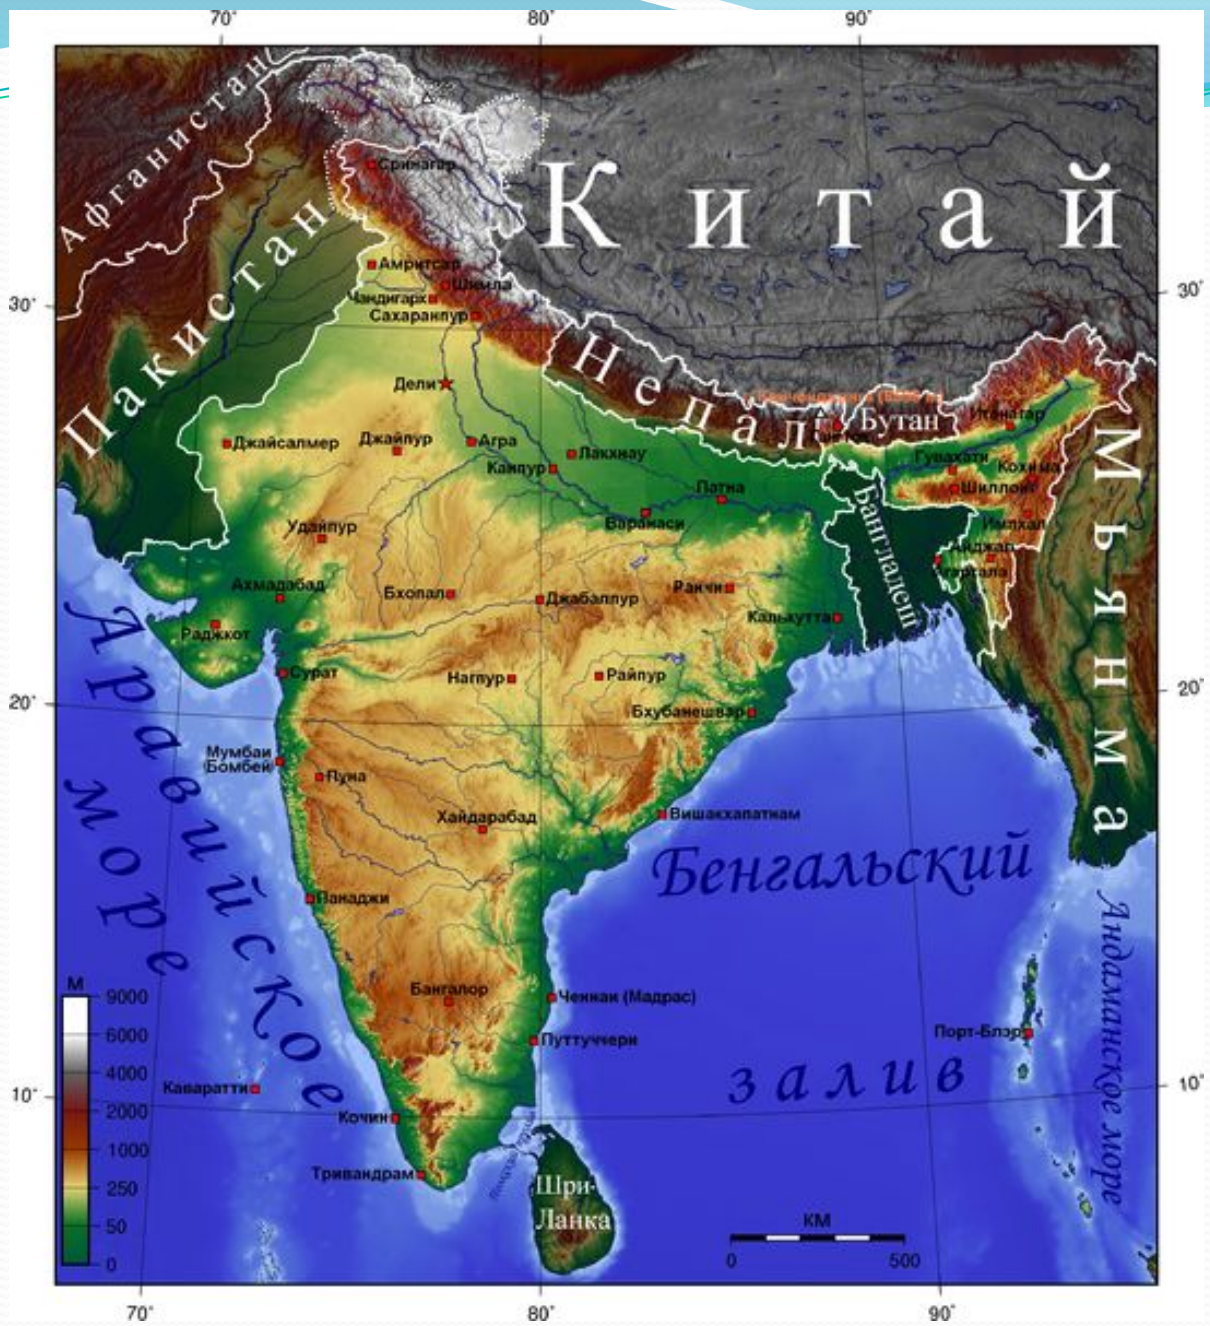 70°
80°
90°
Афганистан
Китай
Сринагар
Пакистан
Амритсар
Шимла
Чандигарх
Сахаранпур
30°
30°
Непал
Дели
Бутан
Итанагар
Джайсалмер
Джайпур
Агра
Лакхнау
Канпур
Гувахати
Кохима
Шиллонг
Мьянма
Патна
Варанаси
Бангладеш
Импхал
Удайпур
Айджал
Агартала
Ахмадабад
Бхопал
Джабалпур
Ранчи
Калькутта
Раджкот
Сурат
Нагпур
Райпур
20°
20°
Бхубанешвар
Аравийское
море
Мумбаи
(Бомбей)
Пуна
Хайдарабад
Вишакхапатнам
Бенгальский
залив
Панаджи
Андаманское море
Бангалор
Ченнаи (Мадрас)
Путтуччери
Порт-Блэр
м
9000
6000
4000
2000
1000
250
50
0
Каваратти
10°
10°
Кочин
Тривандрам
Шри-
Ланка
км
0
500
70°
80°
90°